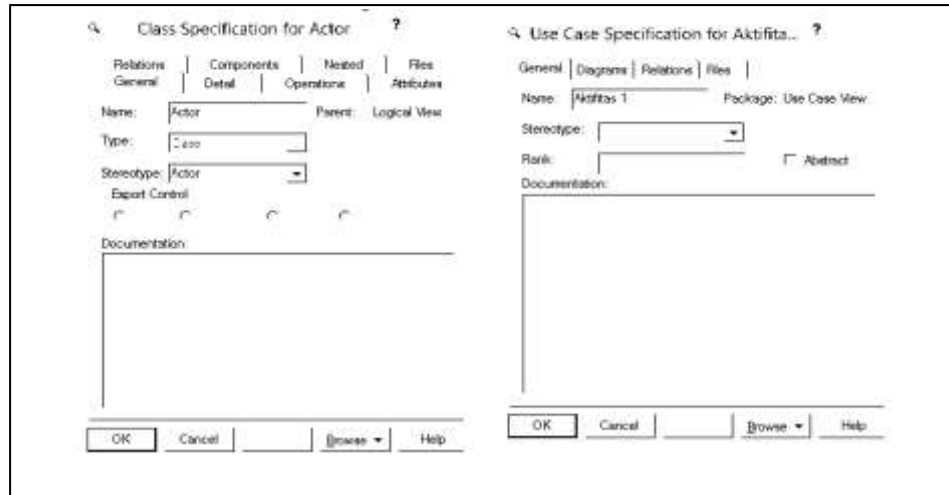 Class Specification for Actor ?
Relations Components Nested Files
General Detail Operations Attributes
Name: Actor Parent: Logical View
Type: Class
Stereotype: Actor
Export Control
Documentation:
OK Cancel Browse Help
Use Case Specification for Aktifita... ?
General Diagrams Relations Files
Name: Aktifitas 1 Package: Use Case View
Stereotype:
Rank: Abstract
Documentation:
OK Cancel Browse Help